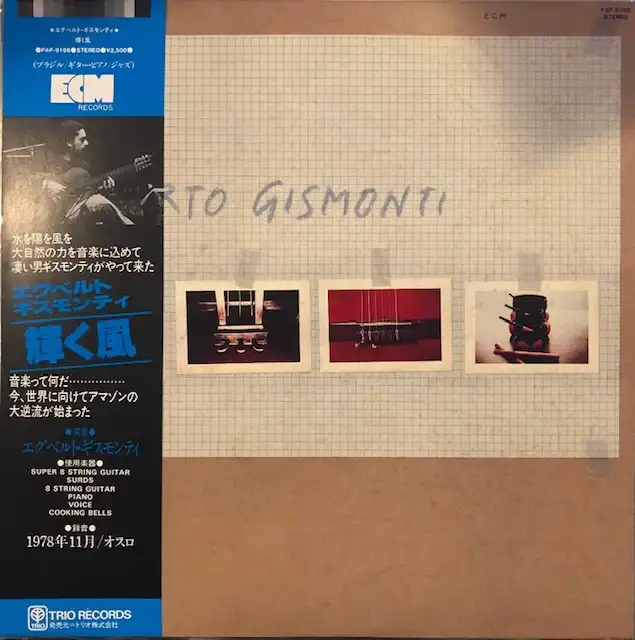 ★エグベルト・ギスモンティ★
輝く風
●PAP-9168●STEREO●¥2,500●
(ブラジル/ギター・ピアノ/ジャズ)
ECM
RECORDS
水を陽を風を
大自然の力を音楽に込めて
凄い男ギスモンティがやって来た
エグベルト
ギスモンティ
輝く風
音楽って何だ……………
今、世界に向けてアマゾンの
大逆流が始まった
エグベルト・ギスモンティ
●使用楽器●
SUPER 8 STRING GUITAR
SURDS
8 STRING GUITAR
PIANO
VOICE
COOKING BELLS
●録音●
1978年11月/オスロ
TRIO
TRIO RECORDS
発売元=トリオ株式会社
ECM
PAP-9168
STEREO
RTO GISMONTI